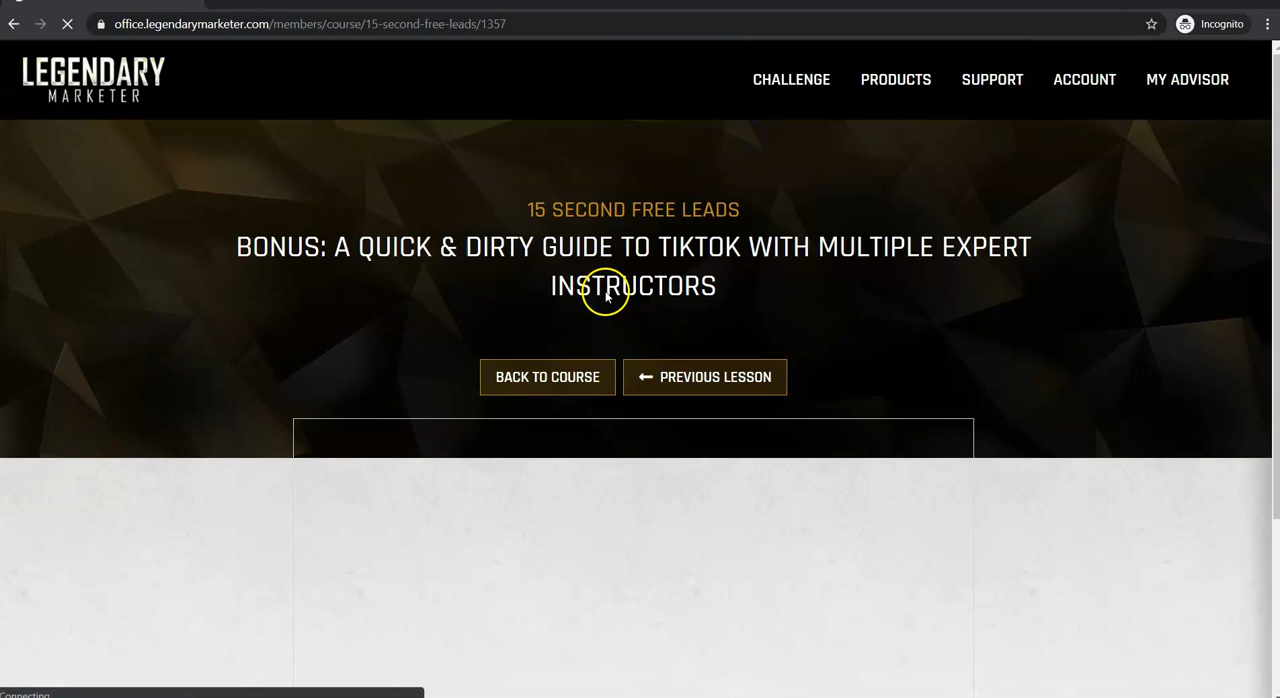 office.legendarymarketer.com/members/course/15-second-free-leads/1357
Incognito
LEGENDARY
MARKETER
CHALLENGE
PRODUCTS
SUPPORT
ACCOUNT
MY ADVISOR
15 SECOND FREE LEADS
BONUS: A QUICK & DIRTY GUIDE TO TIKTOK WITH MULTIPLE EXPERT
INSTRUCTORS
BACK TO COURSE
PREVIOUS LESSON
Connecting